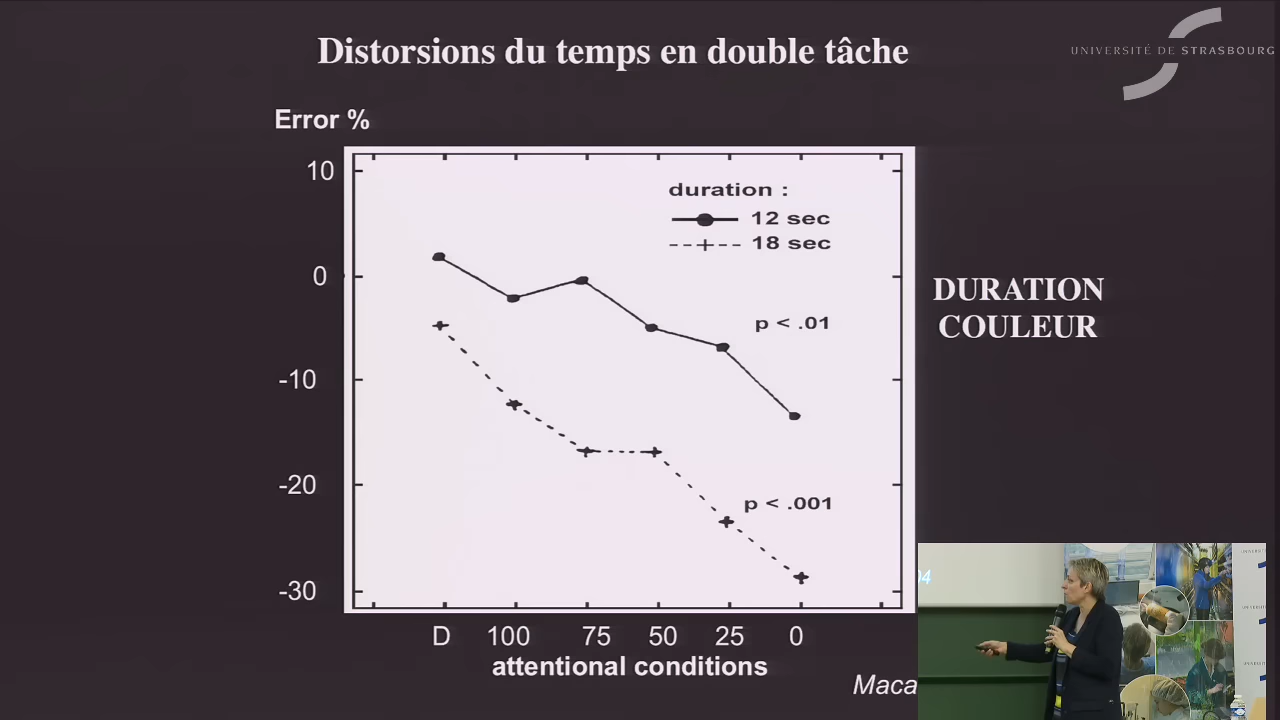 Distorsions du temps en double tâche
UNIVERSITÉ DE STRASBOURG
Error %
10
0
-10
-20
-30
duration :
12 sec
18 sec
p < .01
p < .001
DURATION
COULEUR
D 100 75 50 25 0
attentional conditions